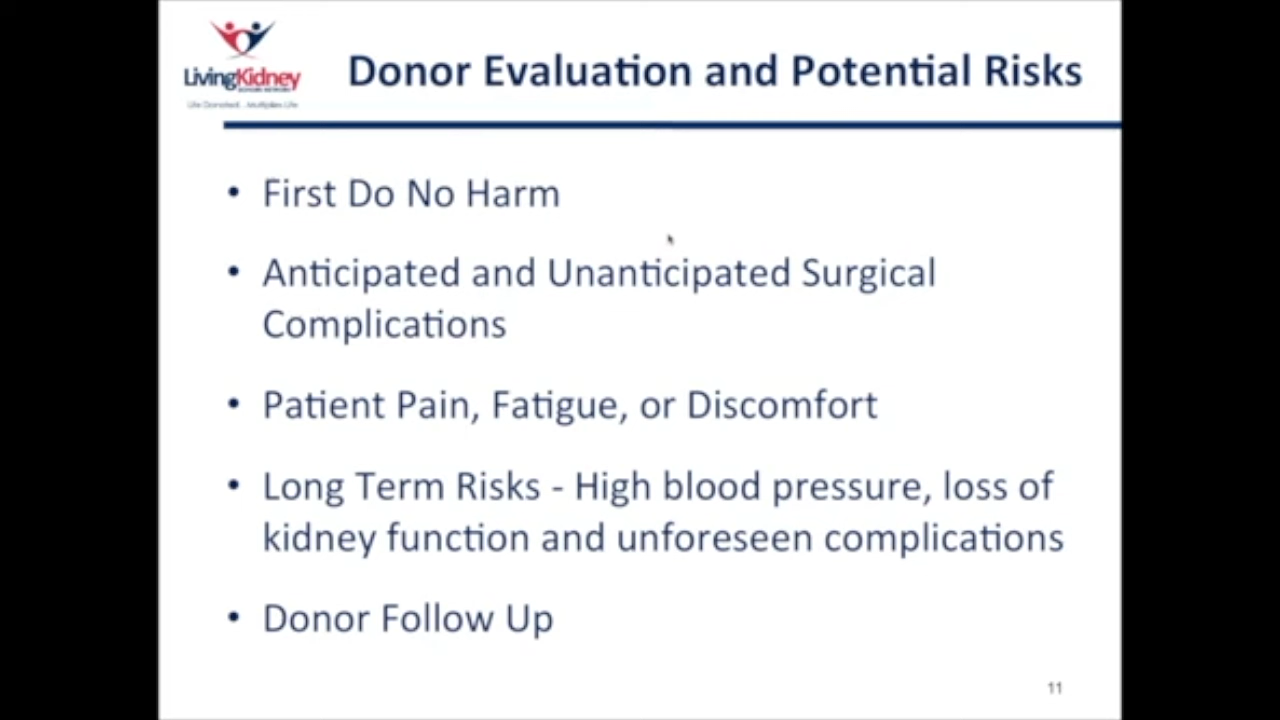 LivingKidney
Donor Evaluation and Potential Risks
• First Do No Harm
• Anticipated and Unanticipated Surgical
Complications
• Patient Pain, Fatigue, or Discomfort
• Long Term Risks - High blood pressure, loss of
kidney function and unforeseen complications
• Donor Follow Up
11